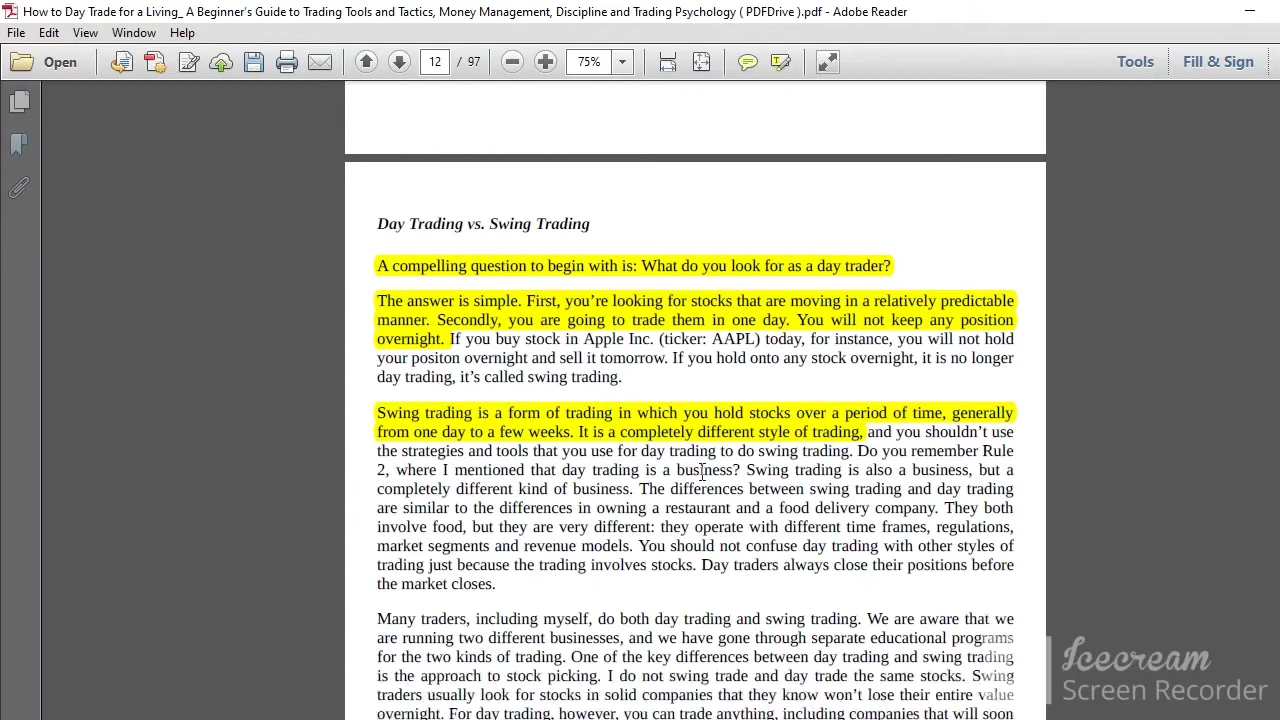 How to Day Trade for a Living_ A Beginner's Guide to Trading Tools and Tactics, Money Management, Discipline and Trading Psychology ( PDFDrive ).pdf - Adobe Reader
File Edit View Window Help
Open 12 / 97 75% Tools Fill & Sign
Day Trading vs. Swing Trading
A compelling question to begin with is: What do you look for as a day trader?
The answer is simple. First, you’re looking for stocks that are moving in a relatively predictable
manner. Secondly, you are going to trade them in one day. You will not keep any position
overnight. If you buy stock in Apple Inc. (ticker: AAPL) today, for instance, you will not hold
your positon overnight and sell it tomorrow. If you hold onto any stock overnight, it is no longer
day trading, it’s called swing trading.
Swing trading is a form of trading in which you hold stocks over a period of time, generally
from one day to a few weeks. It is a completely different style of trading, and you shouldn’t use
the strategies and tools that you use for day trading to do swing trading. Do you remember Rule
2, where I mentioned that day trading is a business? Swing trading is also a business, but a
completely different kind of business. The differences between swing trading and day trading
are similar to the differences in owning a restaurant and a food delivery company. They both
involve food, but they are very different: they operate with different time frames, regulations,
market segments and revenue models. You should not confuse day trading with other styles of
trading just because the trading involves stocks. Day traders always close their positions before
the market closes.
Many traders, including myself, do both day trading and swing trading. We are aware that we
are running two different businesses, and we have gone through separate educational programs
for the two kinds of trading. One of the key differences between day trading and swing trading
is the approach to stock picking. I do not swing trade and day trade the same stocks. Swing
traders usually look for stocks in solid companies that they know won’t lose their entire value
overnight. For day trading, however, you can trade anything, including companies that will soon
Icecream
Screen Recorder